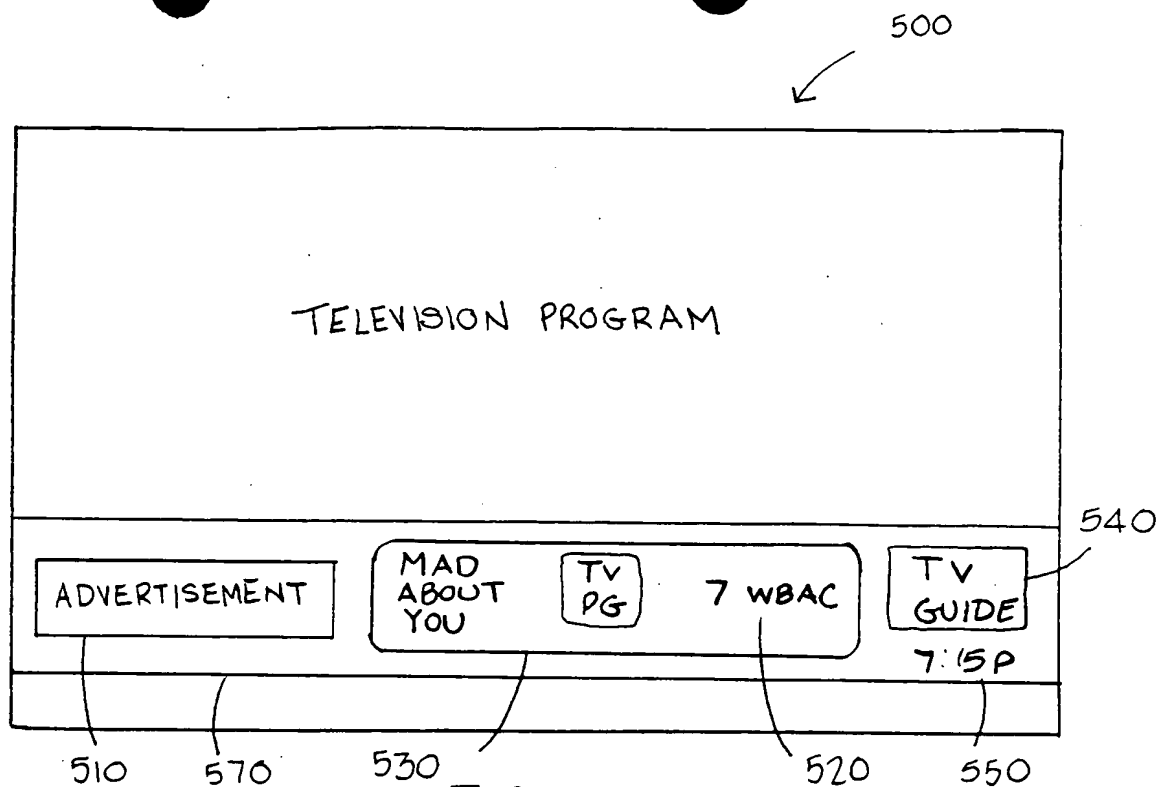 500
TELEVISION PROGRAM
540
ADVERTISEMENT
MAD
ABOUT
YOU
TV
PG
7 WBAC
TV
GUIDE
7:15P
510
570
530
520
550